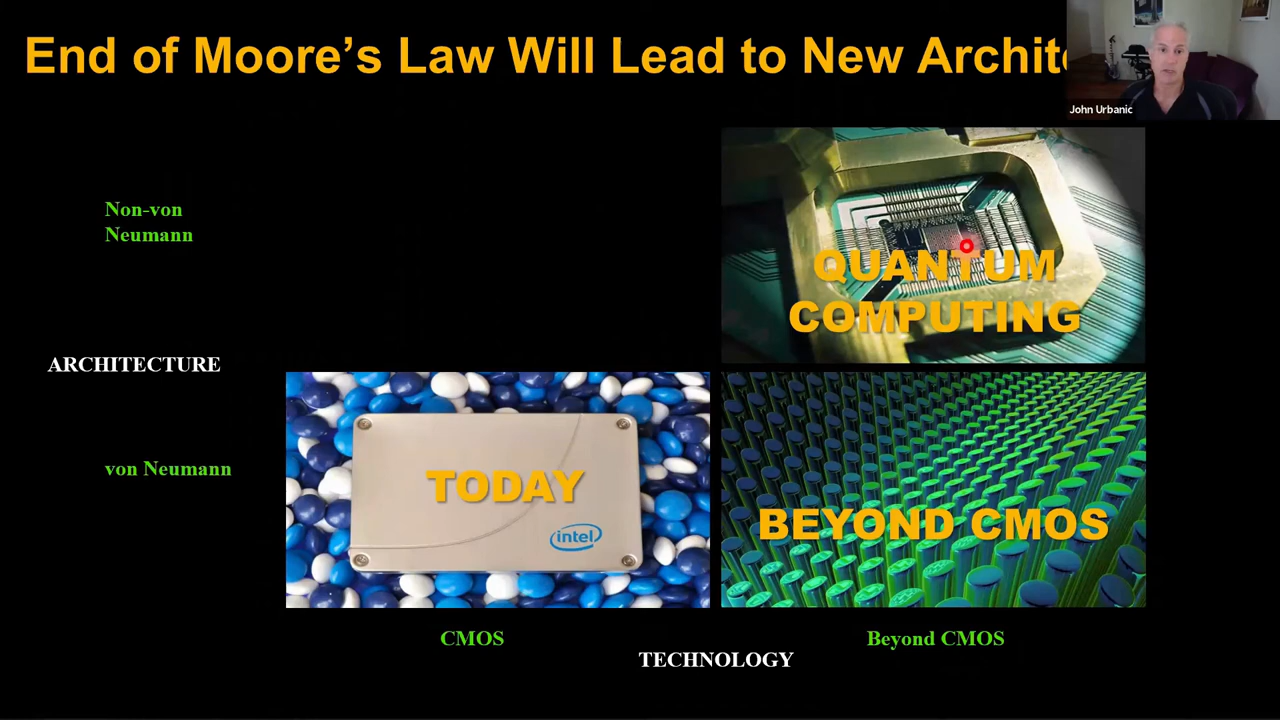 End of Moore's Law Will Lead to New Archite
John Urbanic
Non-von
Neumann
QUANTUM
COMPUTING
ARCHITECTURE
TODAY
intel
von Neumann
BEYOND CMOS
CMOS
Beyond CMOS
TECHNOLOGY